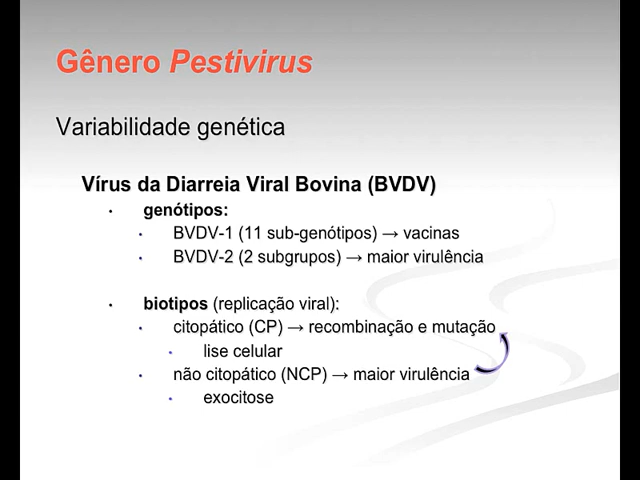 Gênero Pestivirus
Variabilidade genética
Vírus da Diarreia Viral Bovina (BVDV)
• genótipos:
• BVDV-1 (11 sub-genótipos) → vacinas
• BVDV-2 (2 subgrupos) → maior virulência
• biotipos (replicação viral):
• citopático (CP) → recombinação e mutação
• lise celular
• não citopático (NCP) → maior virulência
• exocitose